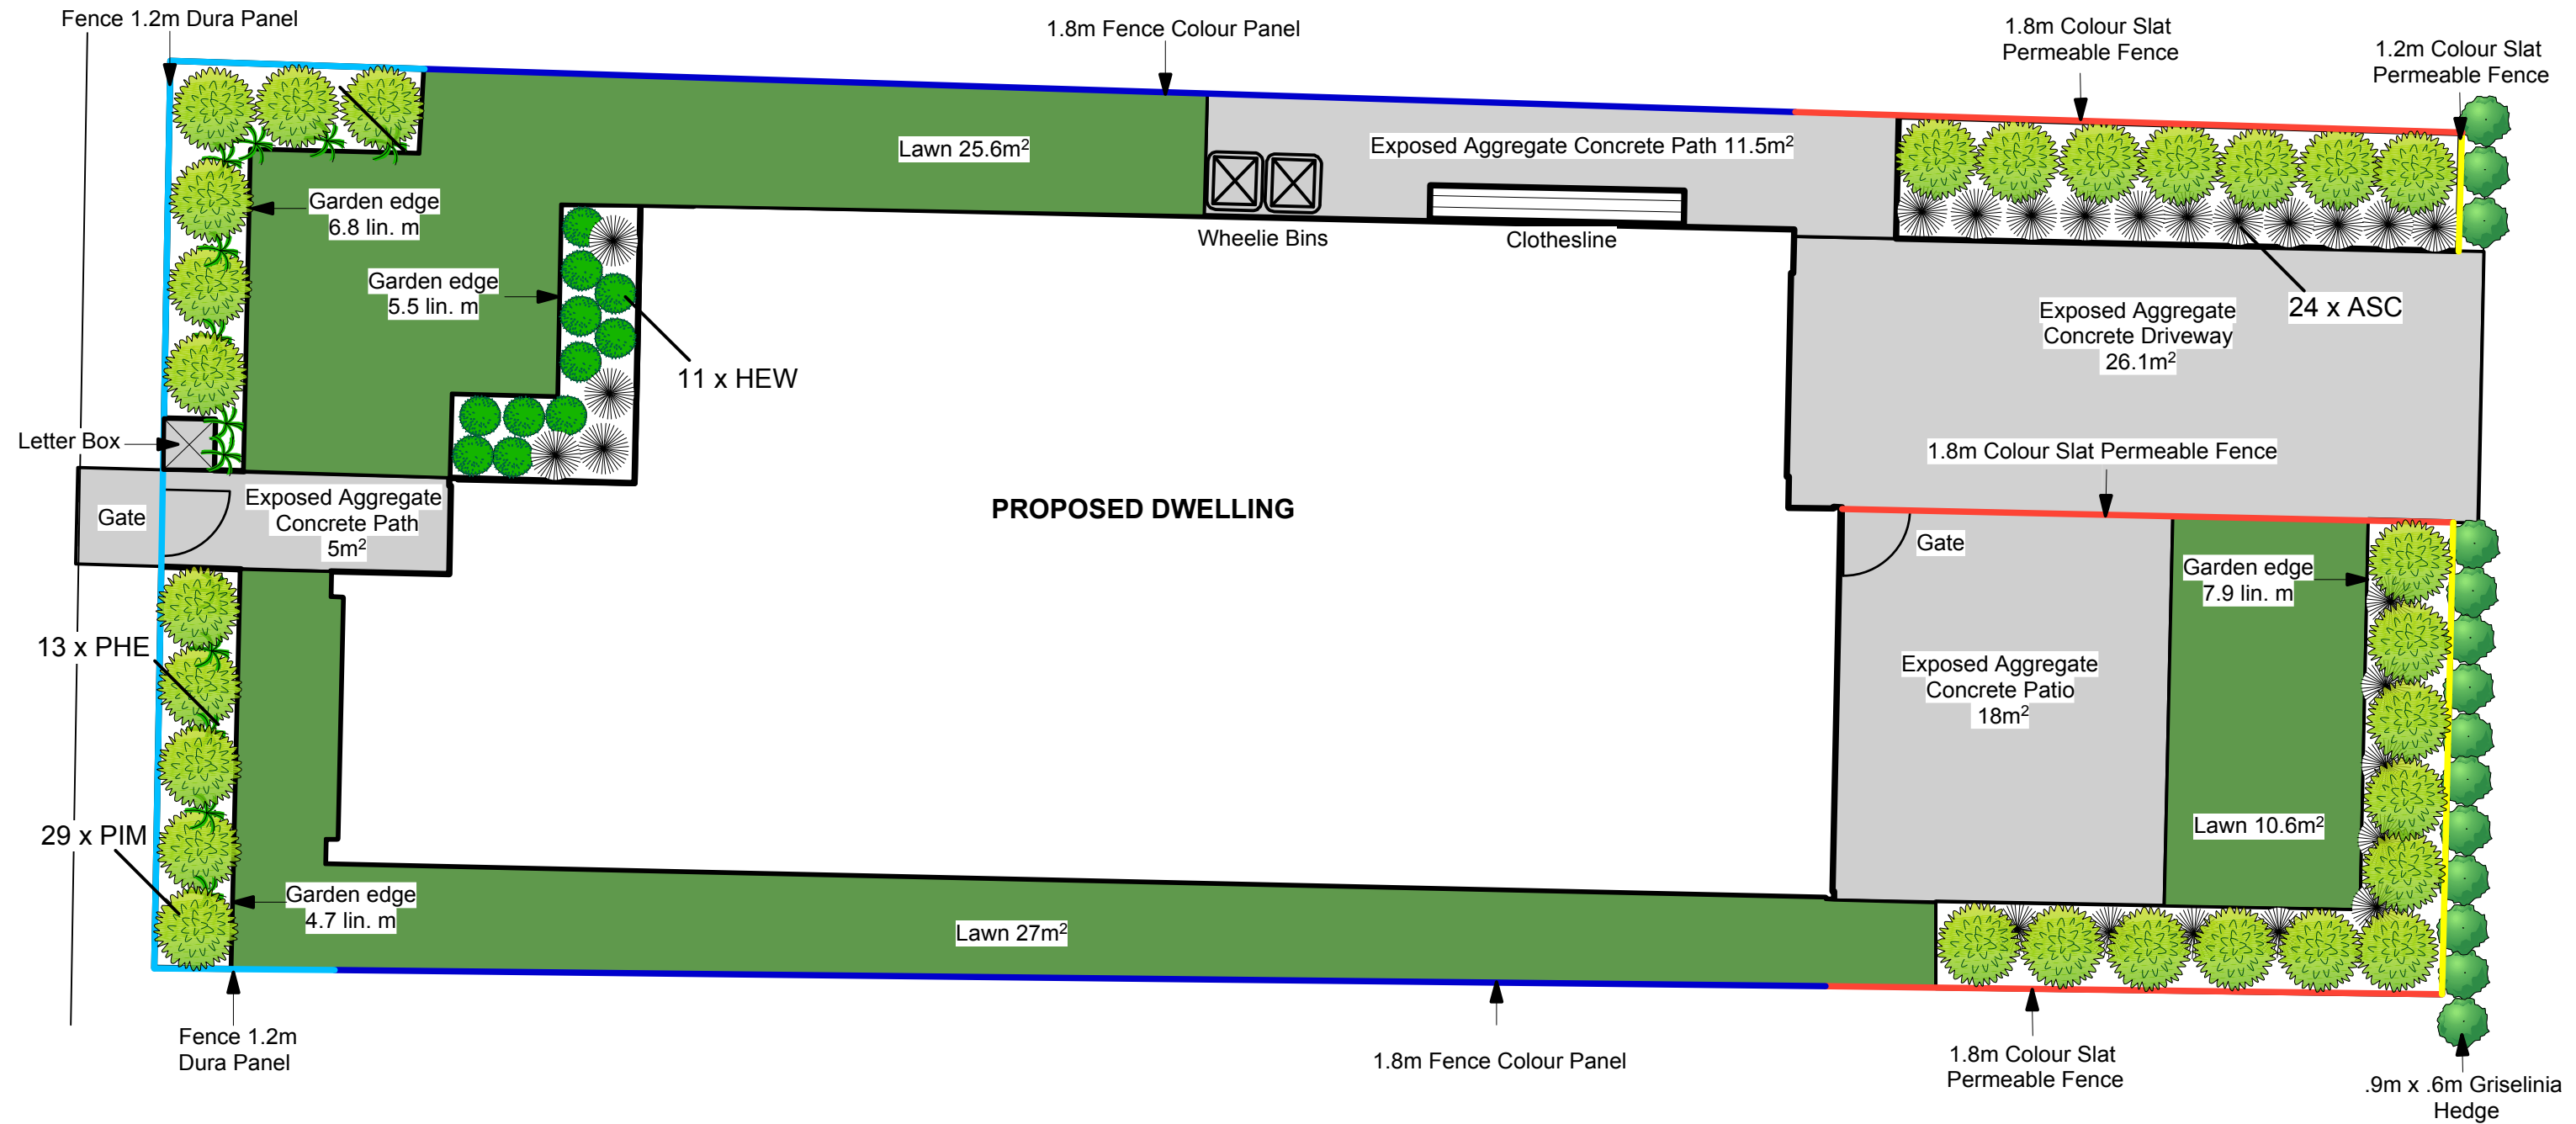 Fence 1.2m Dura Panel
1.8m Fence Colour Panel
1.8m Colour Slat
Permeable Fence
1.2m Colour Slat
Permeable Fence
Lawn 25.6m²
Exposed Aggregate Concrete Path 11.5m²
Garden edge
6.8 lin. m
Wheelie Bins
Clothesline
Garden edge
5.5 lin. m
24 x ASC
Exposed Aggregate
Concrete Driveway
26.1m²
11 x HEW
Letter Box
1.8m Colour Slat Permeable Fence
Gate
Exposed Aggregate
Concrete Path
5m²
PROPOSED DWELLING
Gate
Garden edge
7.9 lin. m
13 x PHE
Exposed Aggregate
Concrete Patio
18m²
29 x PIM
Lawn 10.6m²
Garden edge
4.7 lin. m
Lawn 27m²
Fence 1.2m
Dura Panel
1.8m Fence Colour Panel
1.8m Colour Slat
Permeable Fence
.9m x .6m Griselinia
Hedge